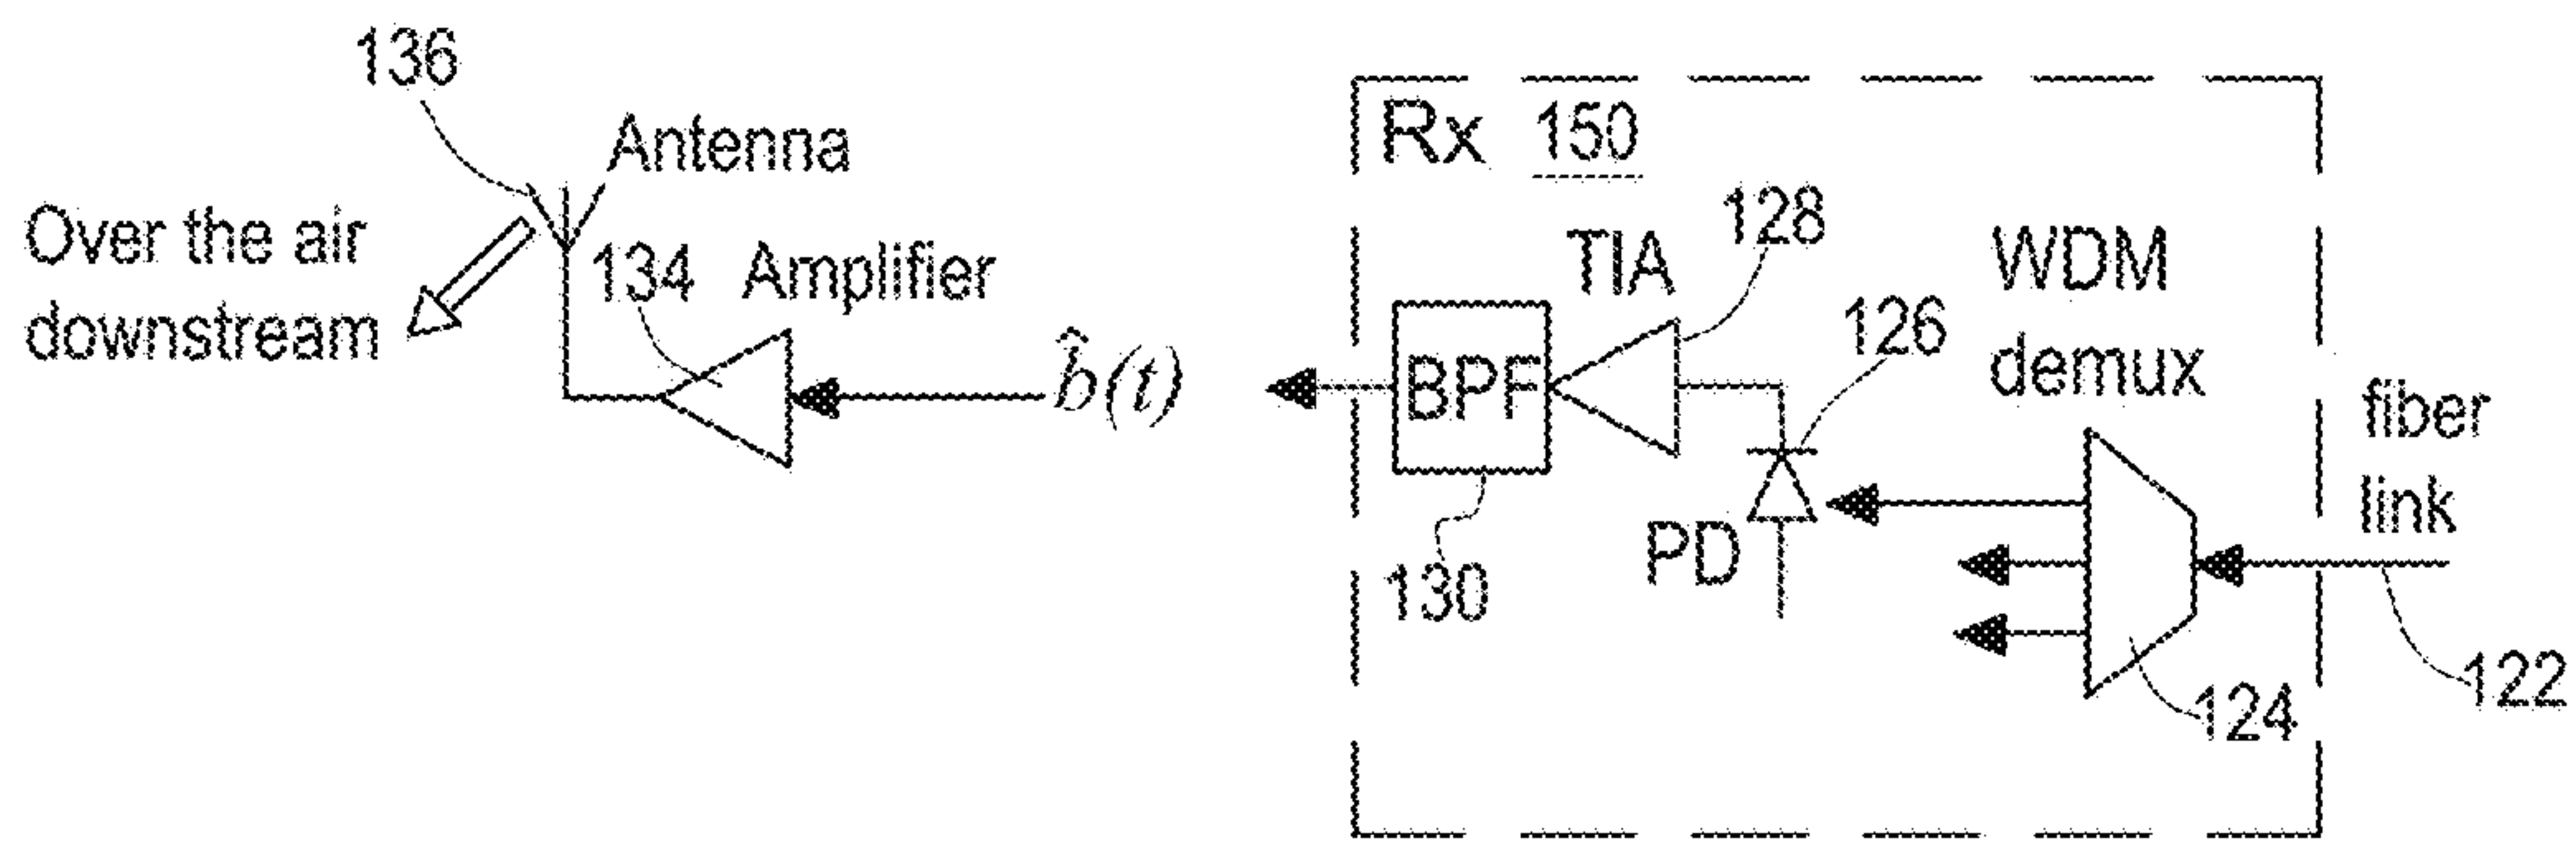 136
Antenna
Over the air
downstream
134 Amplifier
b̂(t)
Rx 150
TIA
128
BPF
130
126
PD
WDM
demux
124
fiber
link
122